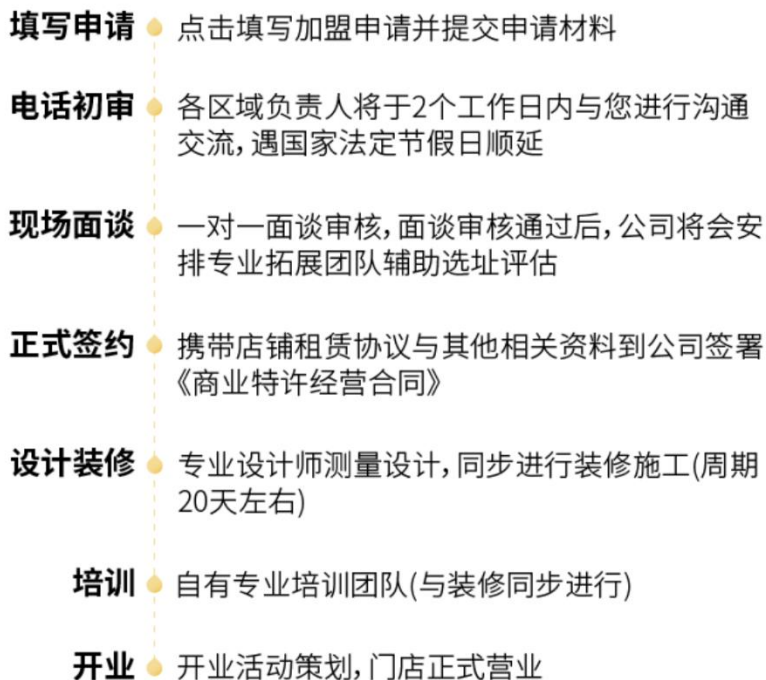 填写申请 点击填写加盟申请并提交申请材料
电话初审 各区域负责人将于2个工作日内与您进行沟通
交流,遇国家法定节假日顺延
现场面谈 一对一面谈审核,面谈审核通过后,公司将会安
排专业拓展团队辅助选址评估
正式签约 携带店铺租赁协议与其他相关资料到公司签署
《商业特许经营合同》
设计装修 专业设计师测量设计,同步进行装修施工(周期
20天左右)
培训 自有专业培训团队(与装修同步进行)
开业 开业活动策划,门店正式营业